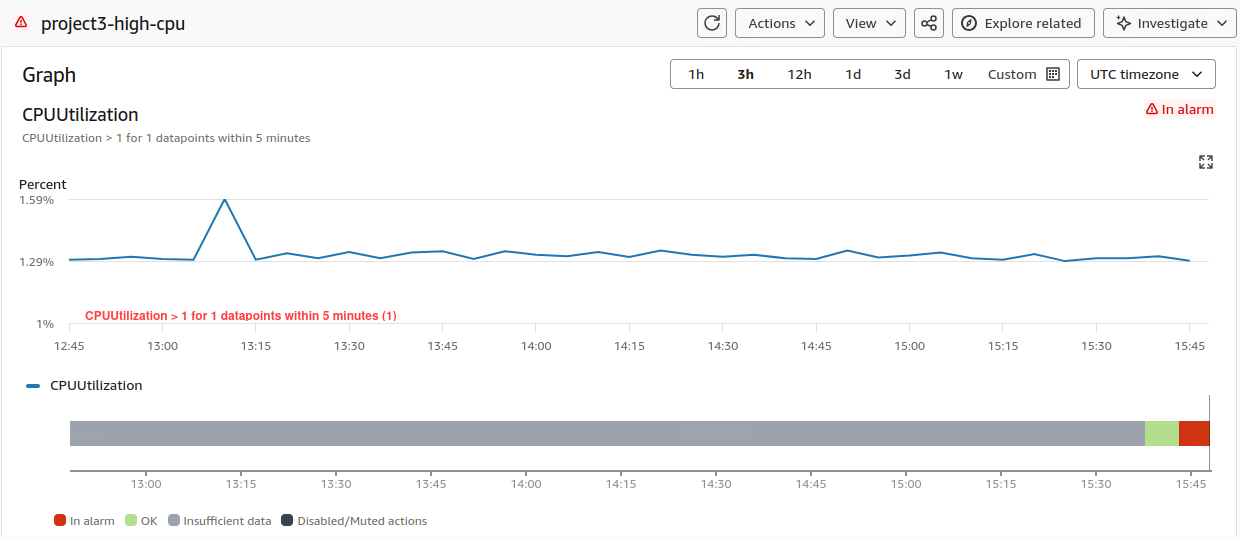 project3-high-cpu
Actions
View
Explore related
Investigate
Graph
1h 3h 12h 1d 3d 1w Custom
UTC timezone
CPUUtilization
In alarm
CPUUtilization > 1 for 1 datapoints within 5 minutes
Percent
1.59%
1.29%
CPUUtilization > 1 for 1 datapoints within 5 minutes (1)
1%
12:45 13:00 13:15 13:30 13:45 14:00 14:15 14:30 14:45 15:00 15:15 15:30 15:45
CPUUtilization
13:00 13:15 13:30 13:45 14:00 14:15 14:30 14:45 15:00 15:15 15:30 15:45
In alarm OK Insufficient data Disabled/Muted actions